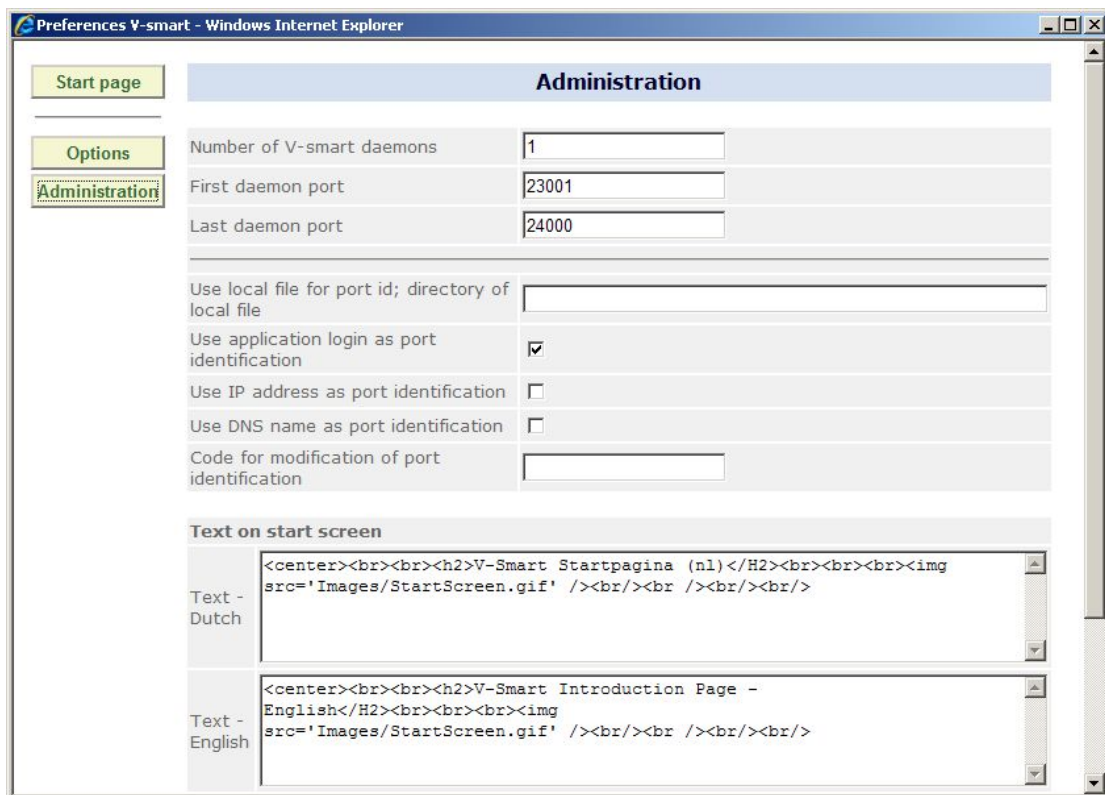 Preferences V-smart - Windows Internet Explorer
Start page
Administration
Options
Administration
Number of V-smart daemons
1
First daemon port
23001
Last daemon port
24000
Use local file for port id; directory of
local file
Use application login as port
identification
Use IP address as port identification
Use DNS name as port identification
Code for modification of port
identification
Text on start screen
Text -
Dutch
<center><br><br><h2>V-Smart Startpagina (nl)</H2><br><br><br><img
src='Images/StartScreen.gif' /><br/><br /><br/><br/>
Text -
English
<center><br><br><h2>V-Smart Introduction Page -
English</H2><br><br><br><img
src='Images/StartScreen.gif' /><br/><br /><br/><br/>